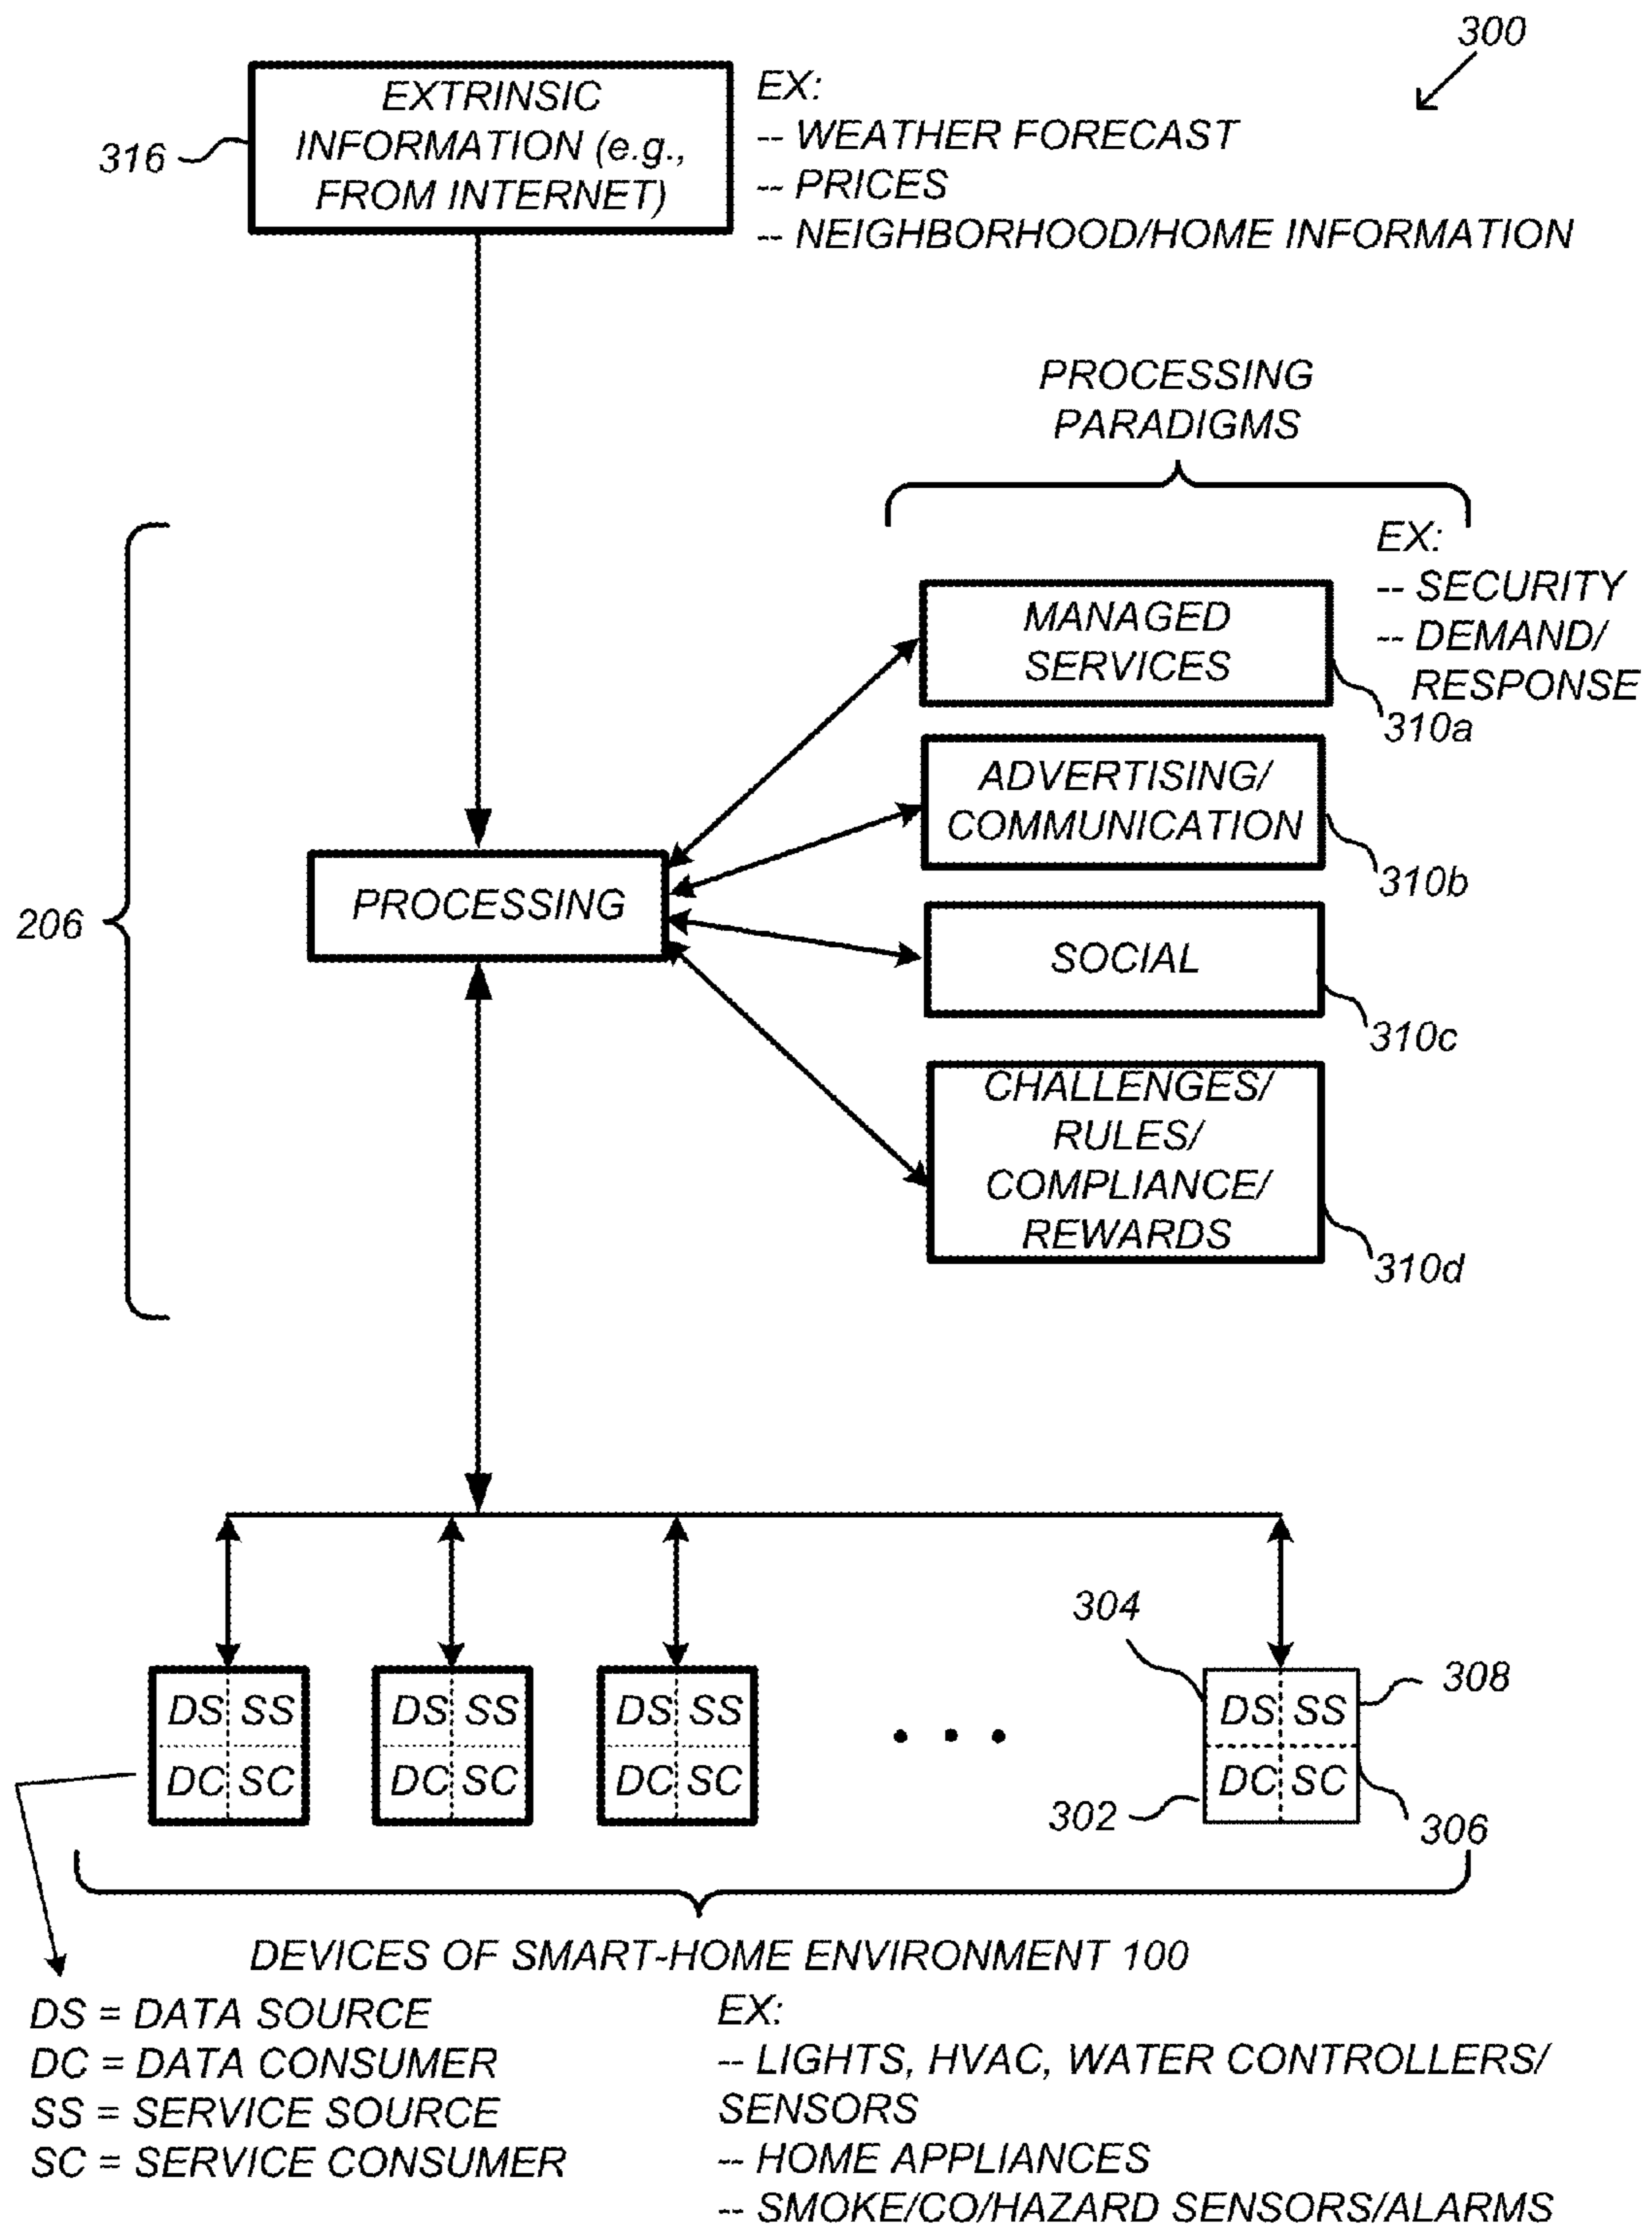 300
EXTRINSIC
INFORMATION (e.g.,
FROM INTERNET)
316
EX:
-- WEATHER FORECAST
-- PRICES
-- NEIGHBORHOOD/HOME INFORMATION
PROCESSING
PARADIGMS
EX:
-- SECURITY
-- DEMAND/
RESPONSE
MANAGED
SERVICES
310a
ADVERTISING/
COMMUNICATION
310b
206
PROCESSING
SOCIAL
310c
CHALLENGES/
RULES/
COMPLIANCE/
REWARDS
310d
304
308
DS SS
DC SC
DS SS
DC SC
DS SS
DC SC
. . .
DS SS
DC SC
302
306
DEVICES OF SMART-HOME ENVIRONMENT 100
DS = DATA SOURCE
DC = DATA CONSUMER
SS = SERVICE SOURCE
SC = SERVICE CONSUMER
EX:
-- LIGHTS, HVAC, WATER CONTROLLERS/
SENSORS
-- HOME APPLIANCES
-- SMOKE/CO/HAZARD SENSORS/ALARMS